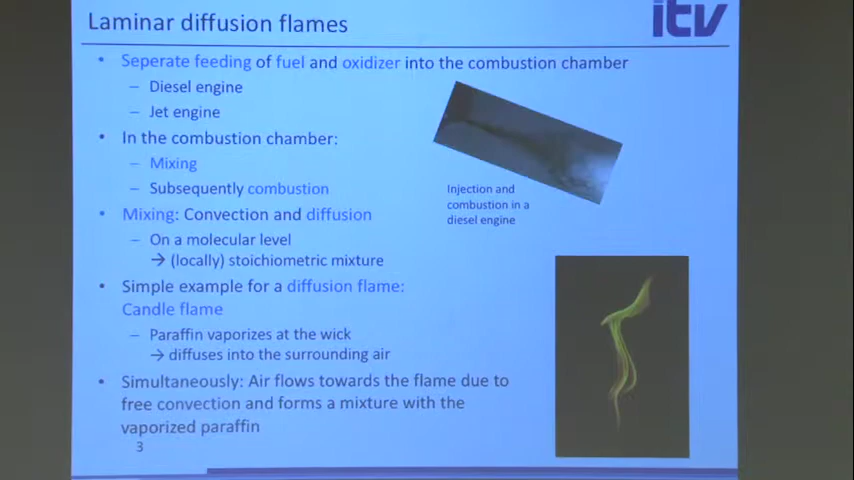 Laminar diffusion flames
itv
• Seperate feeding of fuel and oxidizer into the combustion chamber
– Diesel engine
– Jet engine
• In the combustion chamber:
– Mixing
– Subsequently combustion
• Mixing: Convection and diffusion
– On a molecular level
→ (locally) stoichiometric mixture
• Simple example for a diffusion flame:
Candle flame
– Paraffin vaporizes at the wick
→ diffuses into the surrounding air
• Simultaneously: Air flows towards the flame due to
free convection and forms a mixture with the
vaporized paraffin
Injection and
combustion in a
diesel engine
3